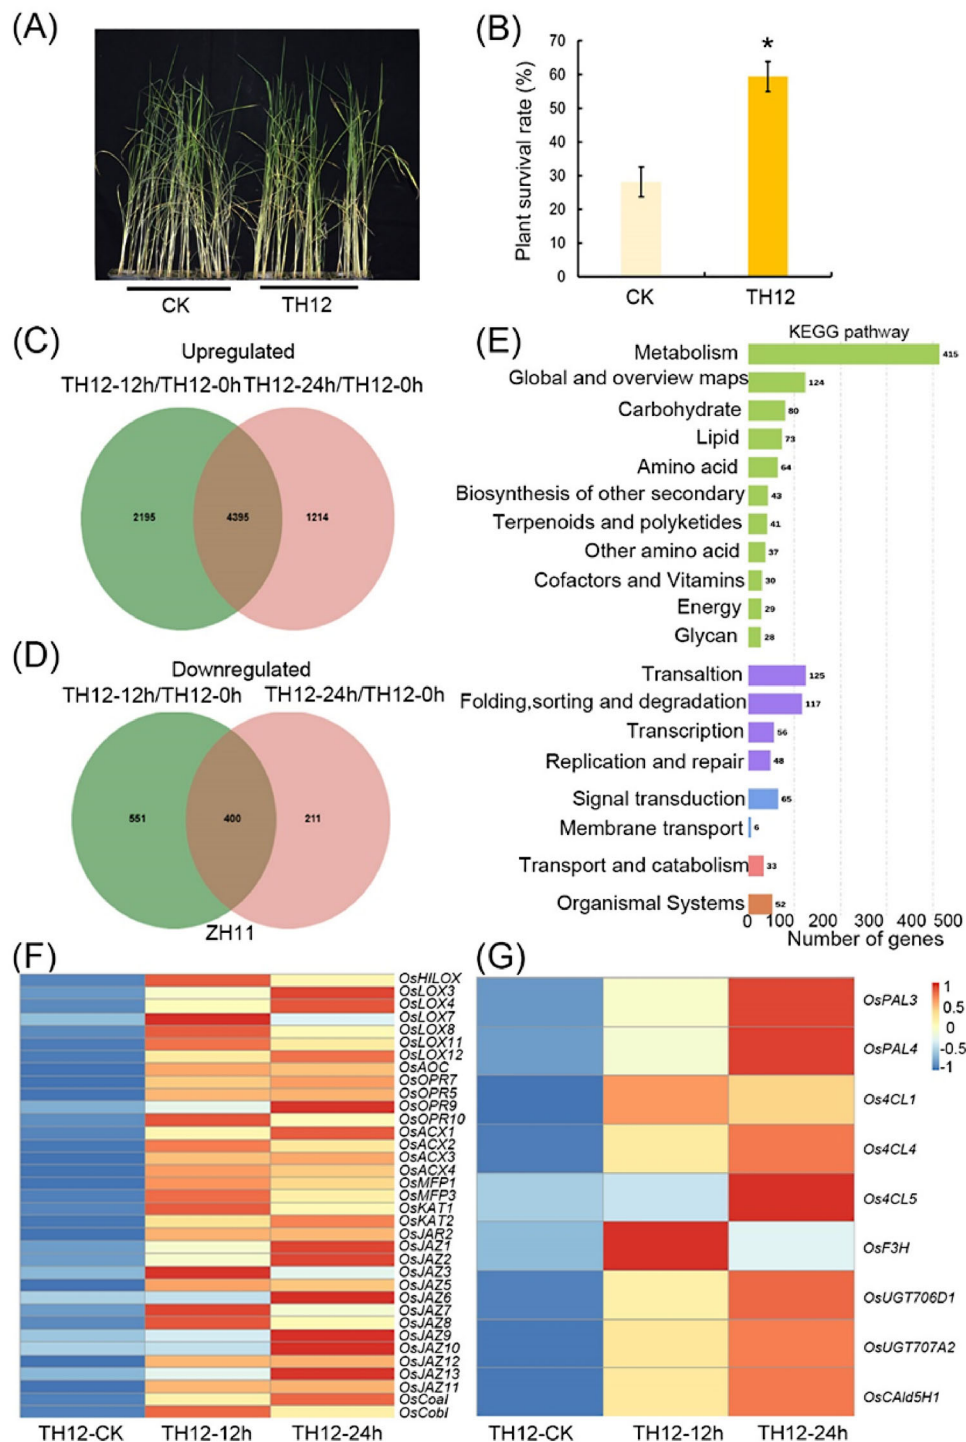 (A)
CK
TH12
(B)
Plant survival rate (%)
70
60
50
40
30
20
10
0
*
CK
TH12
(C)
Upregulated
TH12-12h/TH12-0h TH12-24h/TH12-0h
2195
4395
1214
(D)
Downregulated
TH12-12h/TH12-0h
TH12-24h/TH12-0h
551
400
211
ZH11
(E)
KEGG pathway
Metabolism 415
Global and overview maps 124
Carbohydrate 80
Lipid 73
Amino acid 64
Biosynthesis of other secondary 43
Terpenoids and polyketides 41
Other amino acid 37
Cofactors and Vitamins 30
Energy 29
Glycan 28
Transaltion 125
Folding,sorting and degradation 117
Transcription 56
Replication and repair 48
Signal transduction 65
Membrane transport 6
Transport and catabolism 33
Organismal Systems 52
0 100 200 300 400 500
Number of genes
(F)
OsHILOX
OsLOX3
OsLOX4
OsLOX7
OsLOX8
OsLOX11
OsLOX12
OsAOC
OsOPR7
OsOPR5
OsOPR9
OsOPR10
OsACX1
OsACX2
OsACX3
OsACX4
OsMFP1
OsMFP3
OsKAT1
OsKAT2
OsJAR2
OsJAZ1
OsJAZ2
OsJAZ3
OsJAZ5
OsJAZ6
OsJAZ7
OsJAZ8
OsJAZ9
OsJAZ10
OsJAZ12
OsJAZ13
OsJAZ11
OsCoaI
OsCobI
TH12-CK TH12-12h TH12-24h
(G)
OsPAL3
OsPAL4
Os4CL1
Os4CL4
Os4CL5
OsF3H
OsUGT706D1
OsUGT707A2
OsCAld5H1
1
0.5
0
-0.5
-1
TH12-CK TH12-12h TH12-24h